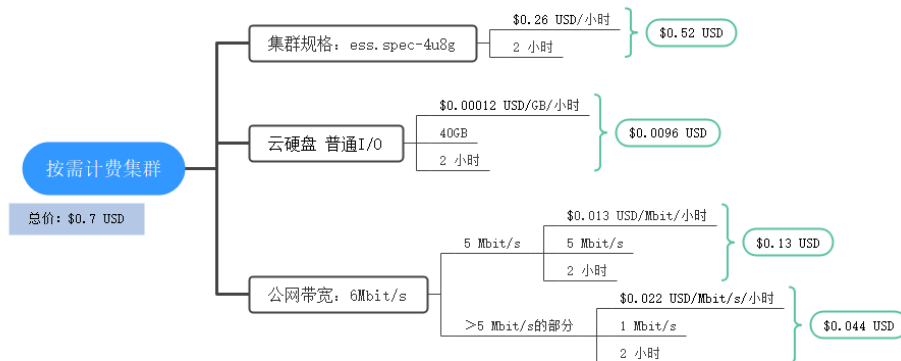 按需计费集群
总价：$0.7 USD
集群规格：ess.spec-4u8g
$0.26 USD/小时
2 小时
$0.52 USD
云硬盘 普通I/O
$0.00012 USD/GB/小时
40GB
2 小时
$0.0096 USD
公网带宽：6Mbit/s
5 Mbit/s
$0.013 USD/Mbit/小时
5 Mbit/s
2 小时
$0.13 USD
>5 Mbit/s的部分
$0.022 USD/Mbit/s/小时
1 Mbit/s
2 小时
$0.044 USD